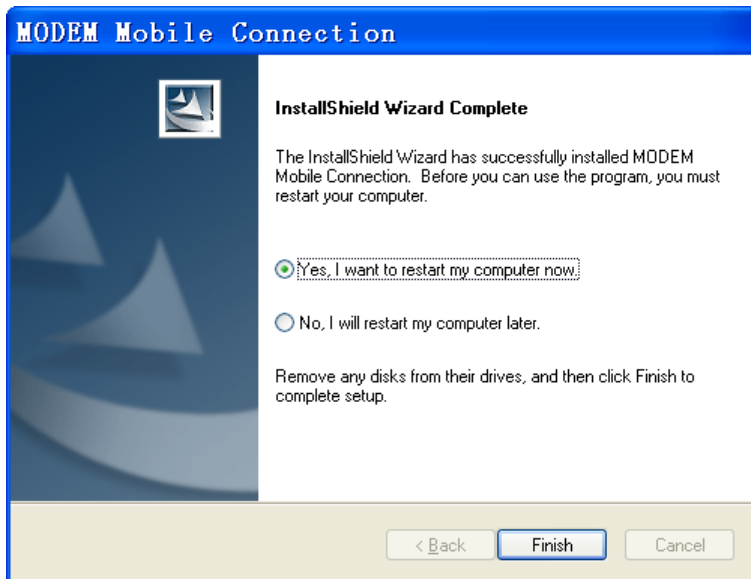 MODEM Mobile Connection
InstallShield Wizard Complete
The InstallShield Wizard has successfully installed MODEM
Mobile Connection. Before you can use the program, you must
restart your computer.
Yes, I want to restart my computer now.
No, I will restart my computer later.
Remove any disks from their drives, and then click Finish to
complete setup.
< Back
Finish
Cancel